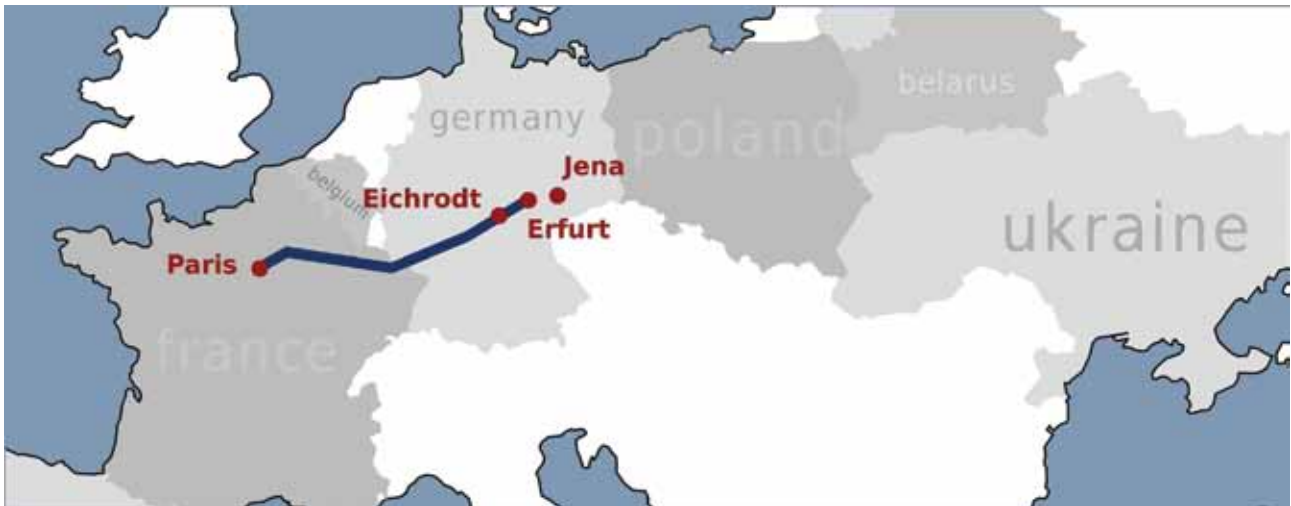 belarus
germany
poland
Jena
belgium
Eichrodt
ukraine
Erfurt
Paris
france